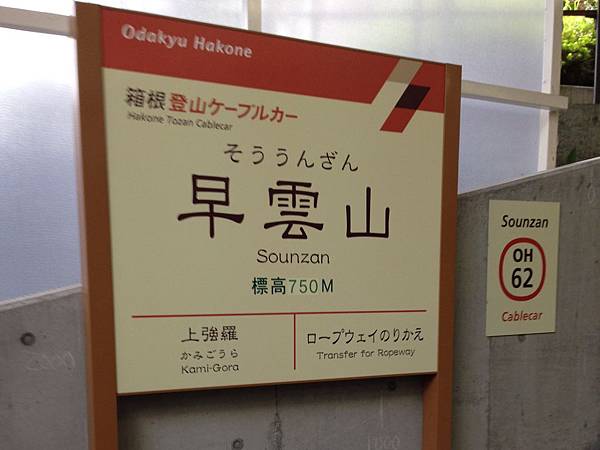 Odakyu Hakone
箱根登山ケーブルカー
Hakone Tozan Cablecar
そううんざん
早雲山
Sounzan
標高750M
上強羅
かみごうら
Kami-Gora
ロープウェイのりかえ
Transfer for Ropeway
Sounzan
OH
62
Cablecar